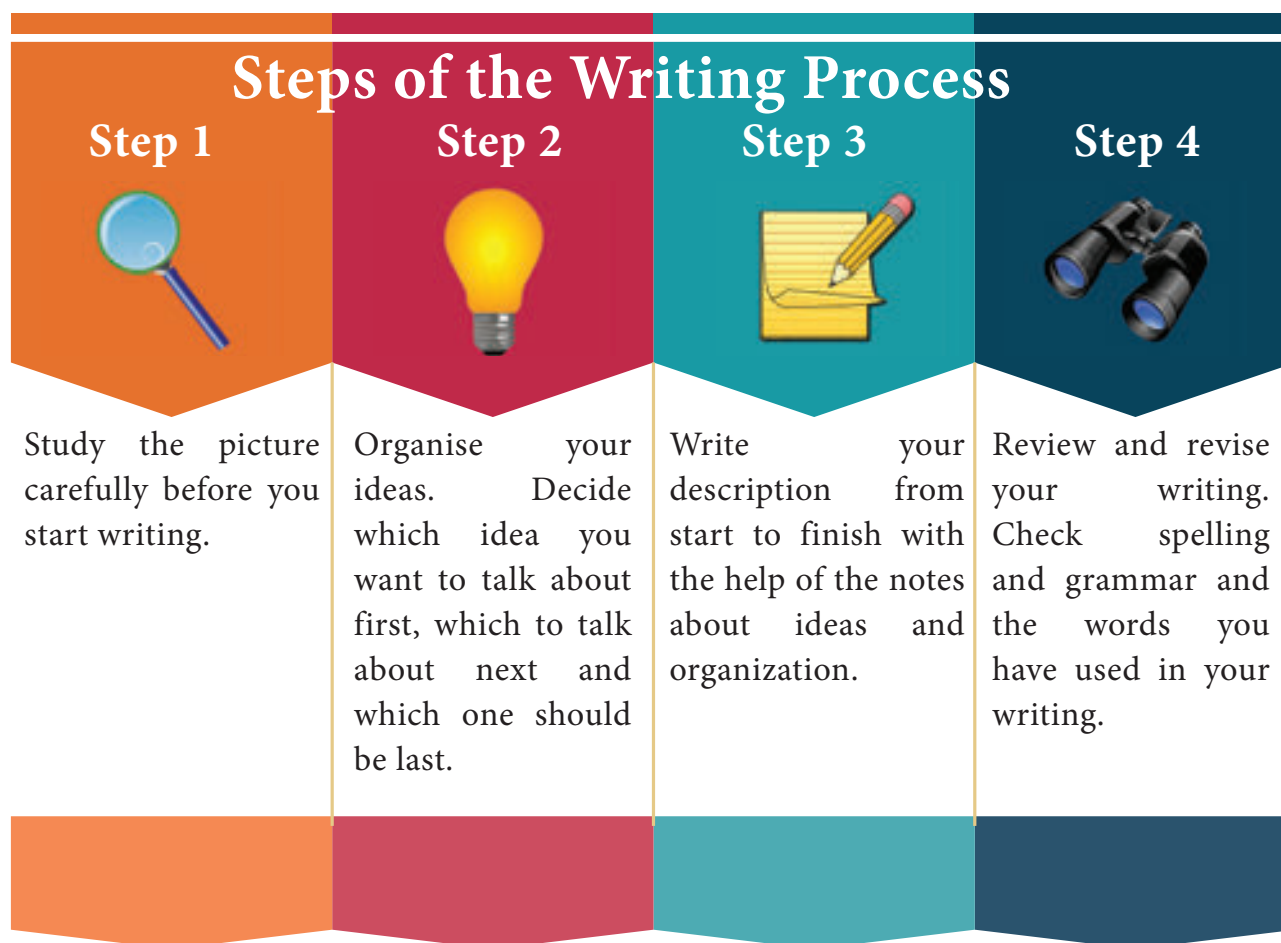 Steps of the Writing Process
Step 1
Study the picture
carefully before you
start writing.
Step 2
Organise your
ideas. Decide
which idea you
want to talk about
first, which to talk
about next and
which one should
be last.
Step 3
Write your
description from
start to finish with
the help of the notes
about ideas and
organization.
Step 4
Review and revise
your writing.
Check spelling
and grammar and
the words you
have used in your
writing.